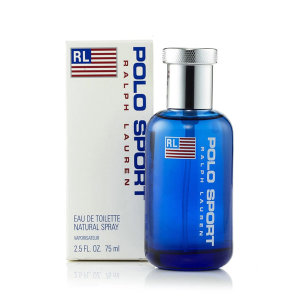 RL
POLO SPORT
RALPH LAUREN
EAU DE TOILETTE
NATURAL SPRAY
VAPORISATEUR
2.5 FL. OZ. 75 ml
RL
POLO SPORT
RALPH LAUREN